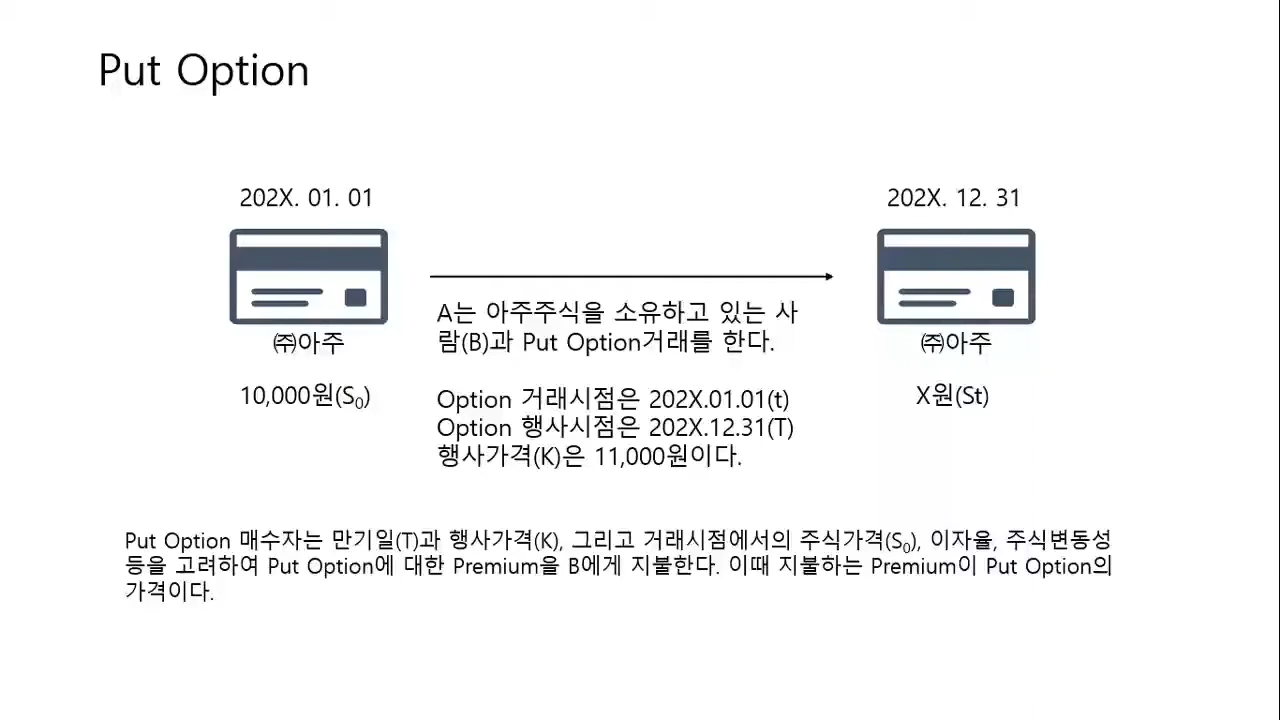 Put Option
202X. 01. 01
202X. 12. 31
A는 아주주식을 소유하고 있는 사
람(B)과 Put Option거래를 한다.
㈜아주
㈜아주
10,000원(S₀)
X원(St)
Option 거래시점은 202X.01.01(t)
Option 행사시점은 202X.12.31(T)
행사가격(K)은 11,000원이다.
Put Option 매수자는 만기일(T)과 행사가격(K), 그리고 거래시점에서의 주식가격(S₀), 이자율, 주식변동성
등을 고려하여 Put Option에 대한 Premium을 B에게 지불한다. 이때 지불하는 Premium이 Put Option의
가격이다.